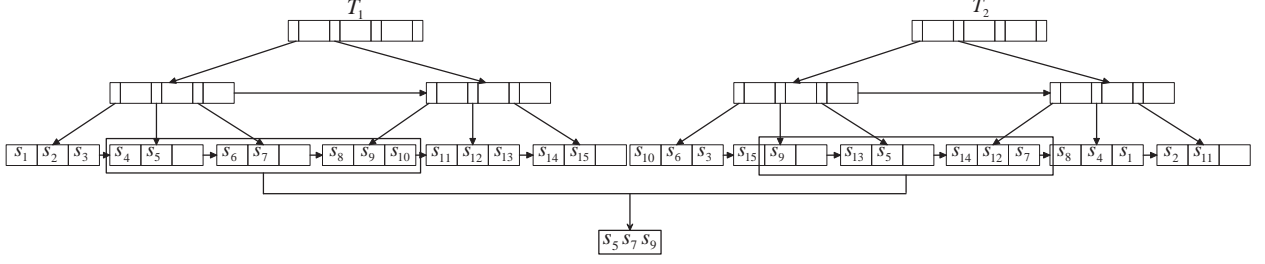 T₁ T₂
s₁ s₂ s₃ s₄ s₅ s₆ s₇ s₈ s₉ s₁₀ s₁₁ s₁₂ s₁₃ s₁₄ s₁₅ s₁₀ s₆ s₃ s₁₅ s₉ s₁₃ s₅ s₁₄ s₁₂ s₇ s₈ s₄ s₁ s₂ s₁₁
s₅ s₇ s₉